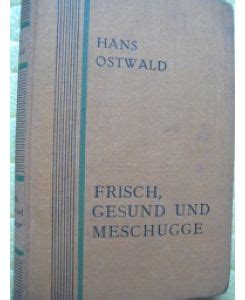 HANS
OSTWALD
FRISCH,
GESUND UND
MESCHUGGE